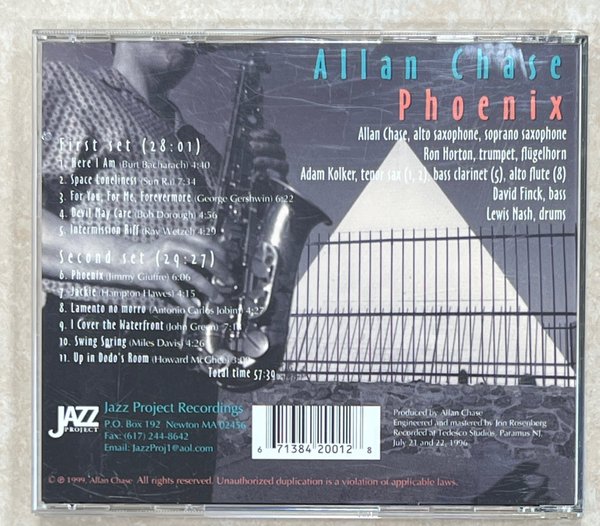 Allan Chase
Phoenix
Allan Chase, alto saxophone, soprano saxophone
Ron Horton, trumpet, flügelhorn
Adam Kolker, tenor sax (1, 2), bass clarinet (5), alto flute (8)
David Finck, bass
Lewis Nash, drums
First set (28:01)
1. Here I Am (Burt Bacharach) 4:40
2. Space Loneliness (Sun Ra) 7:34
3. For You, For Me, Forevermore (George Gershwin) 6:22
4. Devil May Care (Bob Dorough) 4:56
5. Intermission Riff (Ray Wetzel) 4:29
Second set (29:27)
6. Phoenix (Jimmy Giuffre) 6:06
7. Jackie (Hampton Hawes) 4:15
8. Lamento no morro (Antonio Carlos Jobim) 4:27
9. I Cover the Waterfront (John Green)
10. Swing Spring (Miles Davis) 4:26
11. Up in Dodo's Room (Howard McGhee)
Total time 57:39
JAZZ
PROJECT
Jazz Project Recordings
P.O. Box 192 Newton MA 02456
Fax: (617) 244-8642
Email: JazzProj1@aol.com
6 71384 20012 8
Produced by Allan Chase
Engineered and mastered by Jon Rosenberg
Recorded at Tedesco Studios, Paramus NJ,
July 21 and 22, 1996
© ℗ 1999, Allan Chase All rights reserved. Unauthorized duplication is a violation of applicable laws.